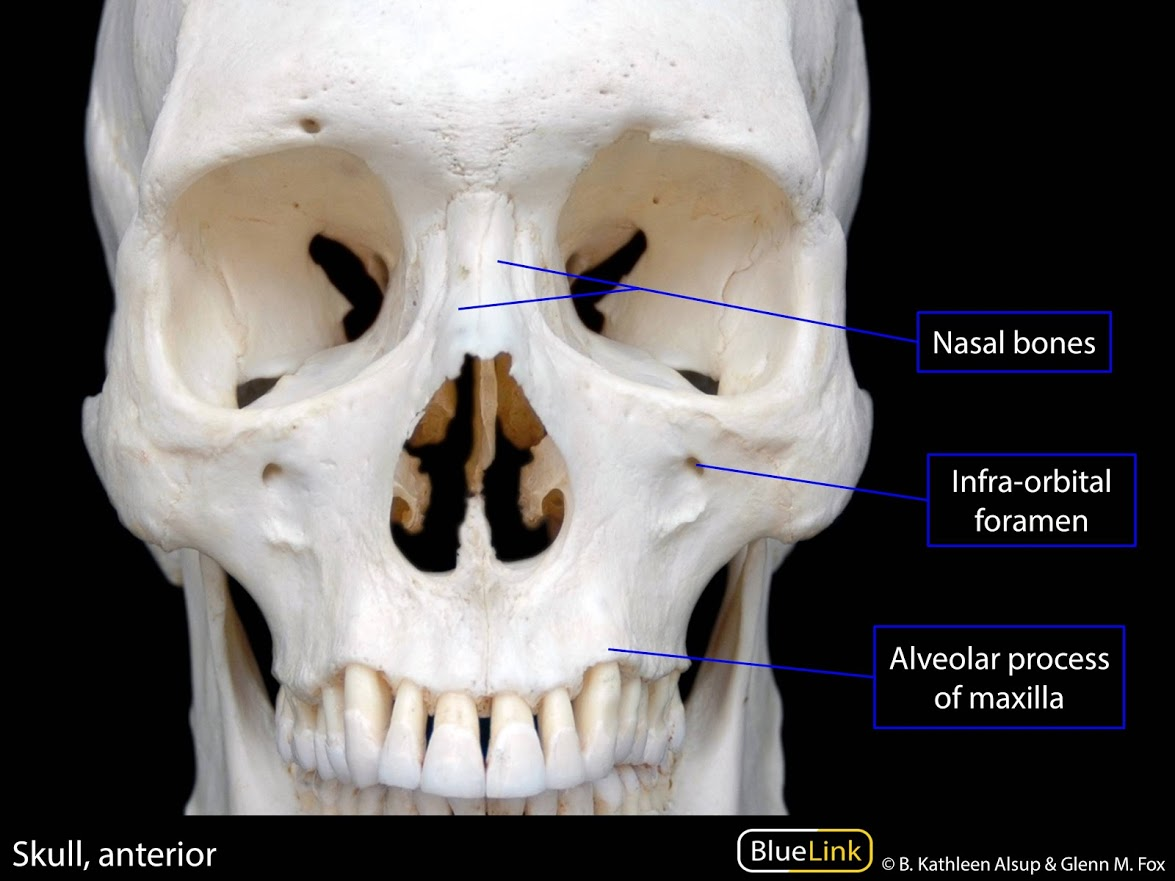 Nasal bones
Infra-orbital
foramen
Alveolar process
of maxilla
Skull, anterior
BlueLink
© B. Kathleen Alsup & Glenn M. Fox